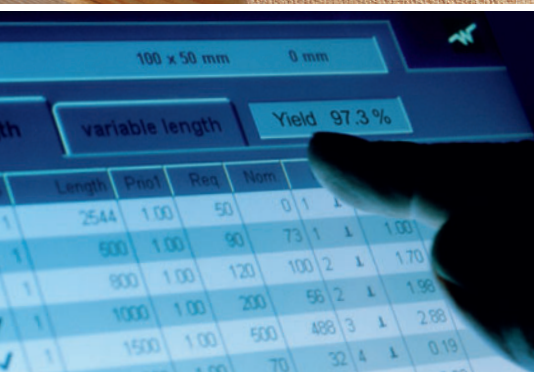 100 x 50 mm 0 mm
th variable length Yield 97.3 %
Length Prio1 Req. Nom.
1 2544 1.00 50 0 1 1
1 600 1.00 90 73 1 1 1.00
1 800 1.00 120 100 2 1 1.70
1 1000 1.00 200 56 2 1 1.98
1 1500 1.00 500 488 3 1 2.88
1.00 70 32 4 1 0.19